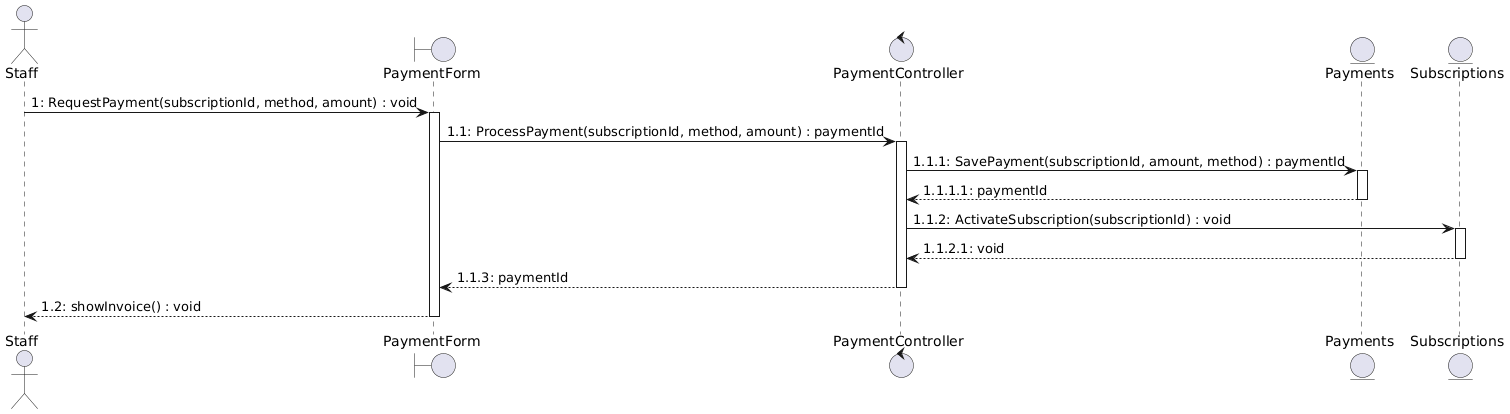 Staff
PaymentForm
PaymentController
Payments
Subscriptions
1: RequestPayment(subscriptionId, method, amount) : void
1.1: ProcessPayment(subscriptionId, method, amount) : paymentId
1.1.1: SavePayment(subscriptionId, amount, method) : paymentId
1.1.1.1: paymentId
1.1.2: ActivateSubscription(subscriptionId) : void
1.1.2.1: void
1.1.3: paymentId
1.2: showInvoice() : void
Staff
PaymentForm
PaymentController
Payments
Subscriptions